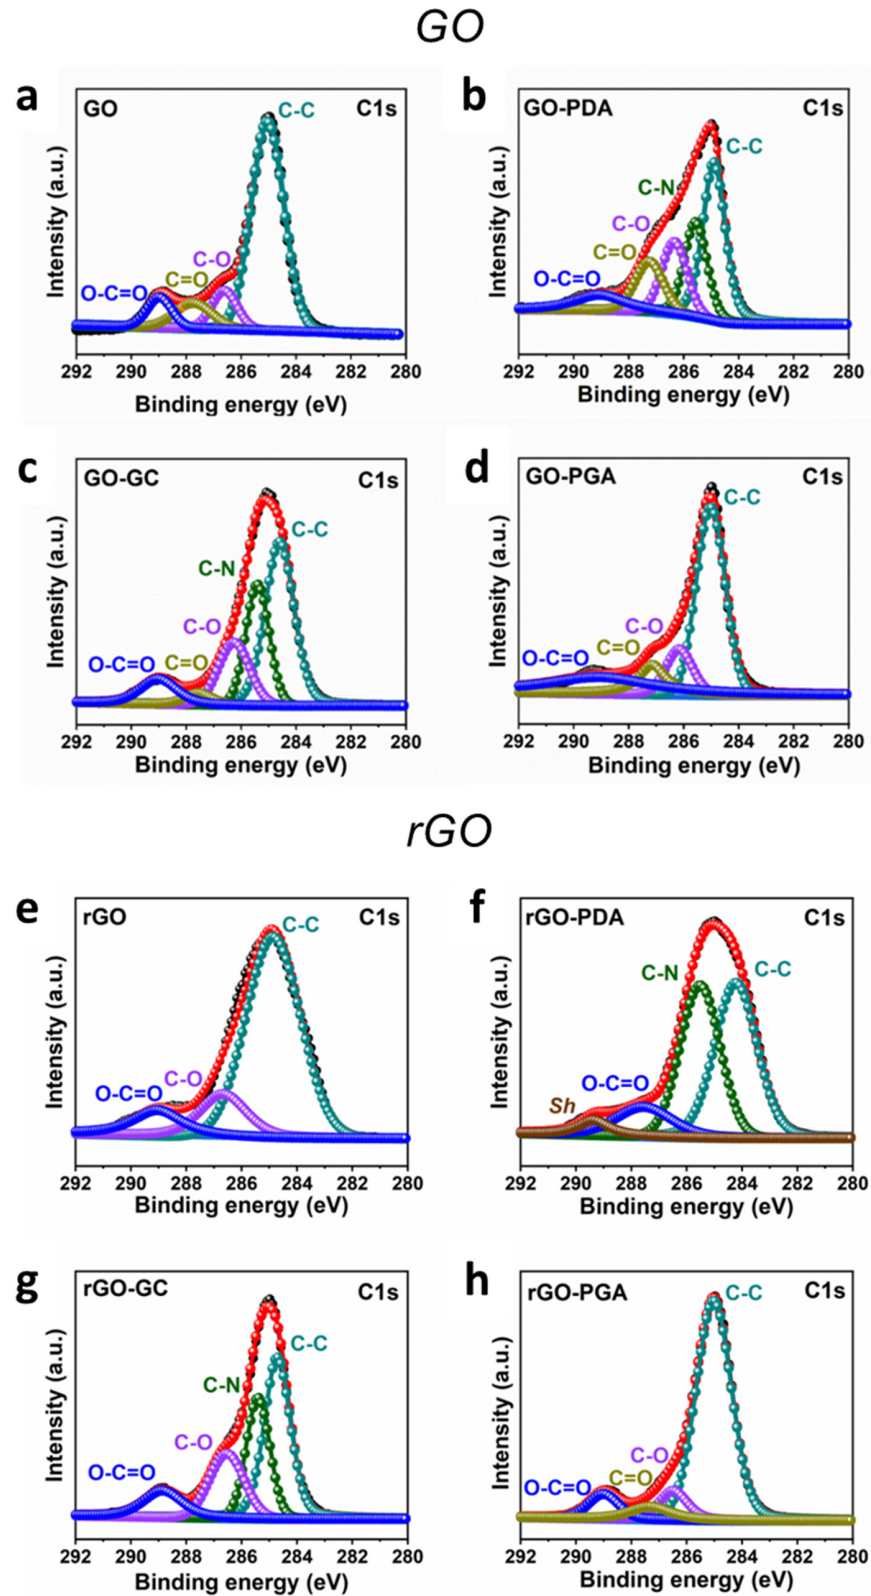 GO
a
GO
C1s
C-C
C-O
C=O
O-C=O
Intensity (a.u.)
292 290 288 286 284 282 280
Binding energy (eV)
b
GO-PDA
C1s
C-C
C-N
C-O
C=O
O-C=O
Intensity (a.u.)
292 290 288 286 284 282 280
Binding energy (eV)
c
GO-GC
C1s
C-C
C-N
C-O
C=O
O-C=O
Intensity (a.u.)
292 290 288 286 284 282 280
Binding energy (eV)
d
GO-PGA
C1s
C-C
C-O
C=O
O-C=O
Intensity (a.u.)
292 290 288 286 284 282 280
Binding energy (eV)
rGO
e
rGO
C1s
C-C
C-O
O-C=O
Intensity (a.u.)
292 290 288 286 284 282 280
Binding energy (eV)
f
rGO-PDA
C1s
C-N
C-C
O-C=O
Sh
Intensity (a.u.)
292 290 288 286 284 282 280
Binding energy (eV)
g
rGO-GC
C1s
C-C
C-N
C-O
O-C=O
Intensity (a.u.)
292 290 288 286 284 282 280
Binding energy (eV)
h
rGO-PGA
C1s
C-C
C-O
C=O
O-C=O
Intensity (a.u.)
292 290 288 286 284 282 280
Binding energy (eV)